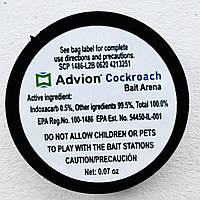 See bag label for complete
use directions and precautions.
SCP 1486-L2B 0620 4213251
Advion® Cockroach
Bait Arena
Active ingredient:
Indoxacarb 0.5%, Other ingredients 99.5%, Total 100.0%
EPA Reg. No. 100-1486 EPA Est. No. 54450-IL-001
DO NOT ALLOW CHILDREN OR PETS
TO PLAY WITH THE BAIT STATIONS
CAUTION/PRECAUCIÓN
Net: 0.07 oz